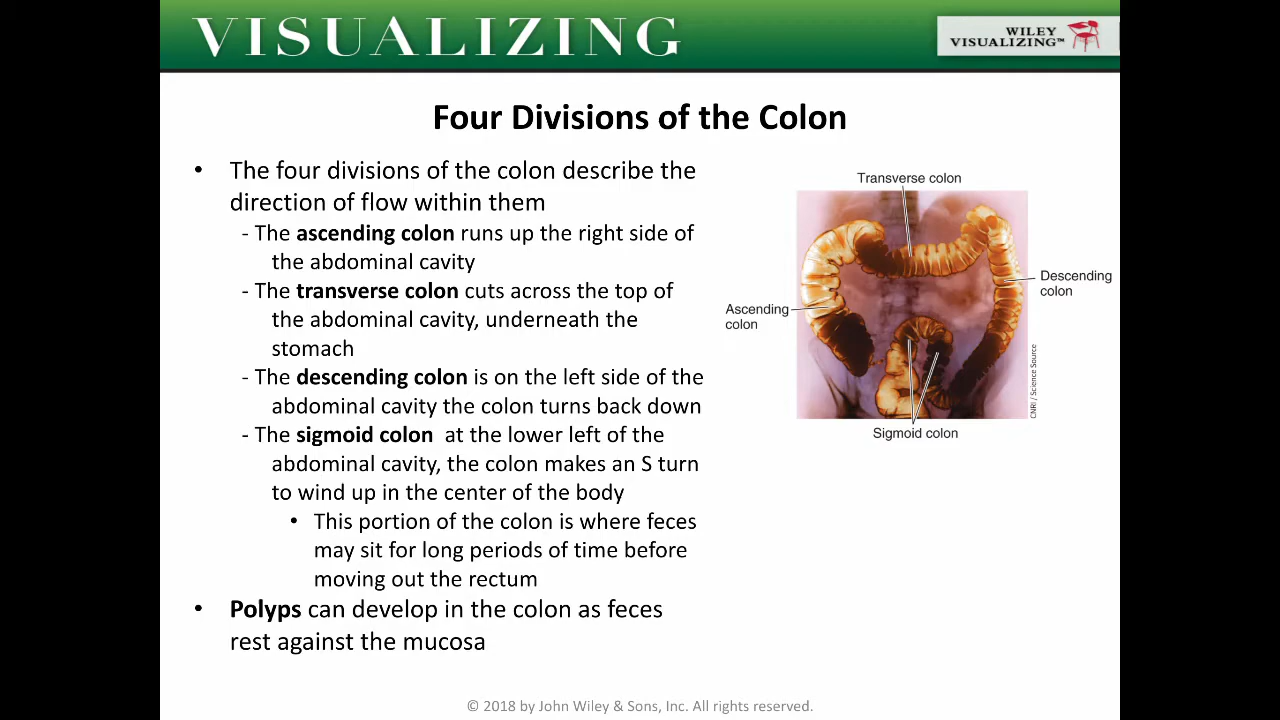 VISUALIZING
WILEY
VISUALIZING™
Four Divisions of the Colon
• The four divisions of the colon describe the
direction of flow within them
- The ascending colon runs up the right side of
the abdominal cavity
- The transverse colon cuts across the top of
the abdominal cavity, underneath the
stomach
- The descending colon is on the left side of the
abdominal cavity the colon turns back down
- The sigmoid colon at the lower left of the
abdominal cavity, the colon makes an S turn
to wind up in the center of the body
• This portion of the colon is where feces
may sit for long periods of time before
moving out the rectum
• Polyps can develop in the colon as feces
rest against the mucosa
Transverse colon
Descending
colon
Ascending
colon
Sigmoid colon
CNRI / Science Source
© 2018 by John Wiley & Sons, Inc. All rights reserved.